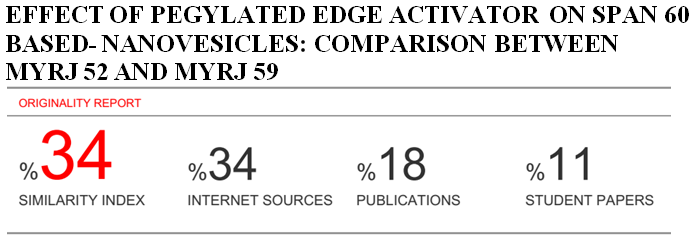 EFFECT OF PEGYLATED EDGE ACTIVATOR ON SPAN 60
BASED- NANOVESICLES: COMPARISON BETWEEN
MYRJ 52 AND MYRJ 59
ORIGINALITY REPORT
%34 %34 %18 %11
SIMILARITY INDEX INTERNET SOURCES PUBLICATIONS STUDENT PAPERS